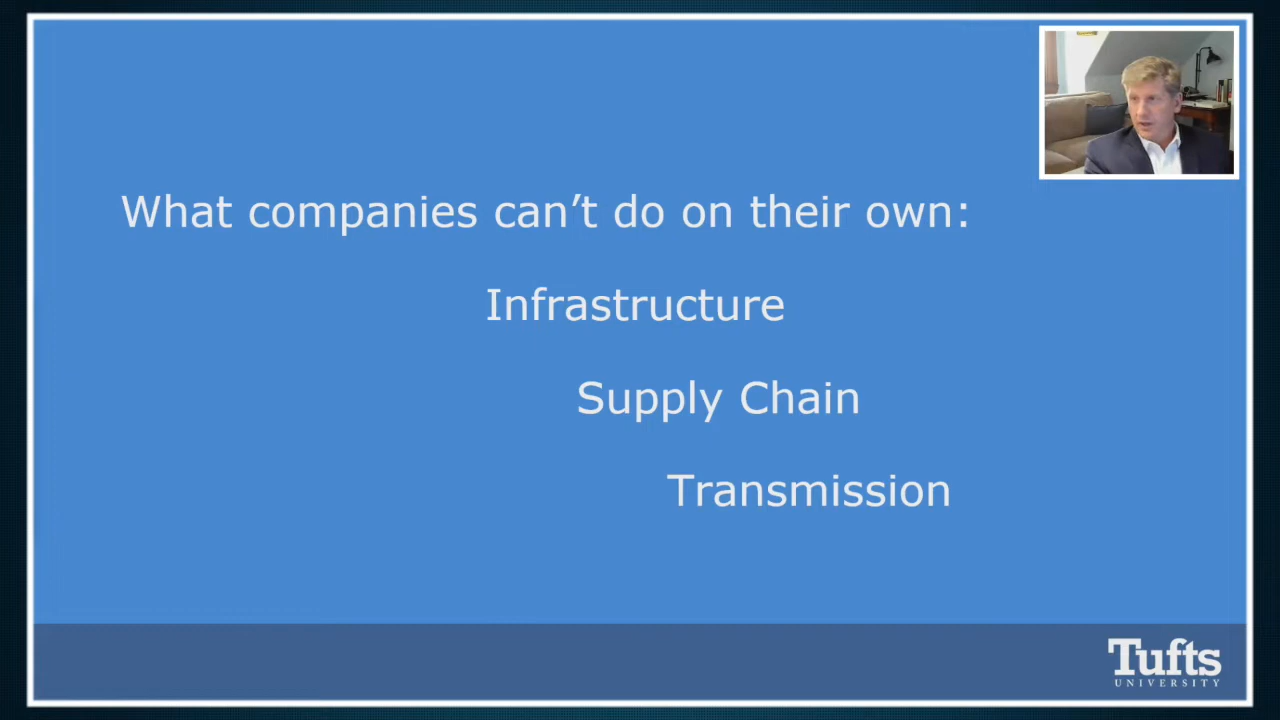 What companies can’t do on their own:
Infrastructure
Supply Chain
Transmission
Tufts
UNIVERSITY